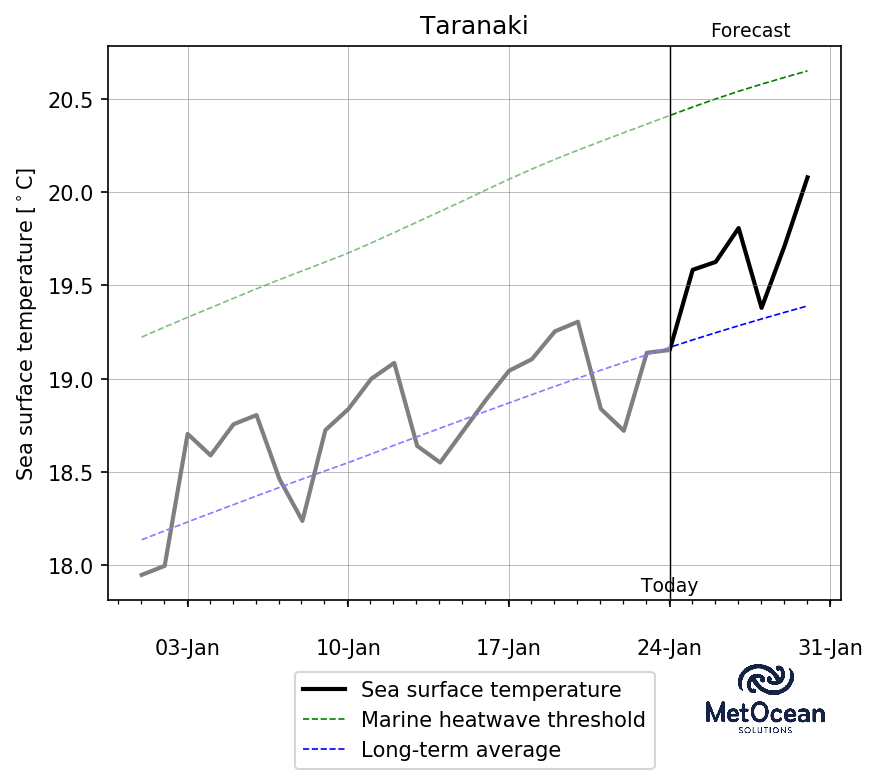 Taranaki
Forecast
Sea surface temperature [°C]
20.5
20.0
19.5
19.0
18.5
18.0
Today
03-Jan 10-Jan 17-Jan 24-Jan 31-Jan
Sea surface temperature
Marine heatwave threshold
Long-term average
MetOcean
SOLUTIONS